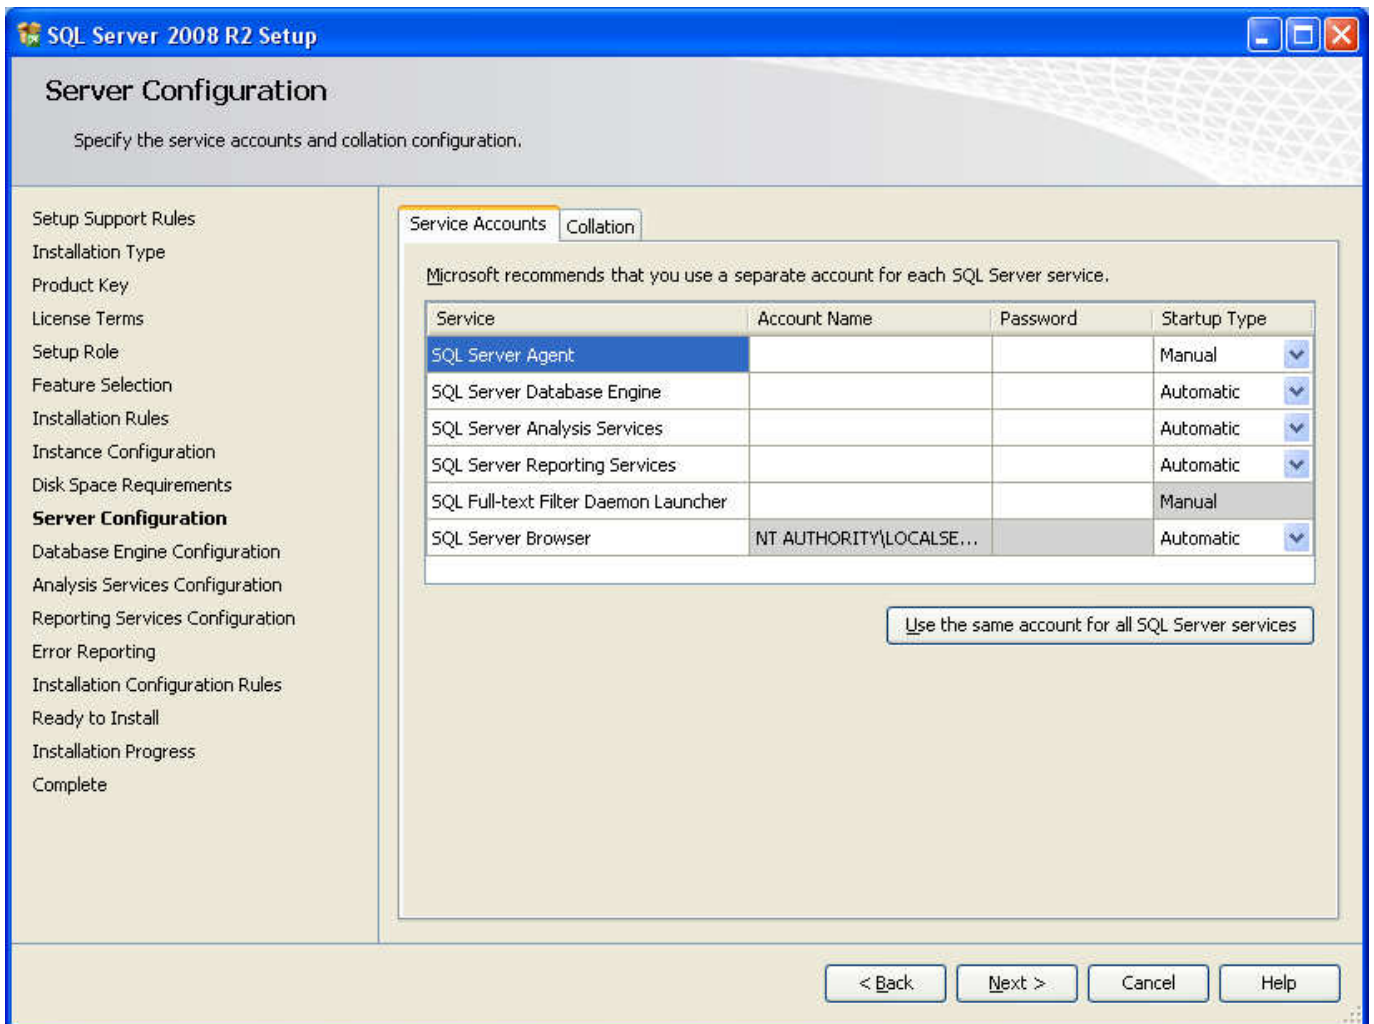 SQL Server 2008 R2 Setup
Server Configuration
Specify the service accounts and collation configuration.
Setup Support Rules
Installation Type
Product Key
License Terms
Setup Role
Feature Selection
Installation Rules
Instance Configuration
Disk Space Requirements
Server Configuration
Database Engine Configuration
Analysis Services Configuration
Reporting Services Configuration
Error Reporting
Installation Configuration Rules
Ready to Install
Installation Progress
Complete
Service Accounts Collation
Microsoft recommends that you use a separate account for each SQL Server service.
Service Account Name Password Startup Type
SQL Server Agent Manual
SQL Server Database Engine Automatic
SQL Server Analysis Services Automatic
SQL Server Reporting Services Automatic
SQL Full-text Filter Daemon Launcher Manual
SQL Server Browser NT AUTHORITY\LOCALSE... Automatic
Use the same account for all SQL Server services
< Back Next > Cancel Help